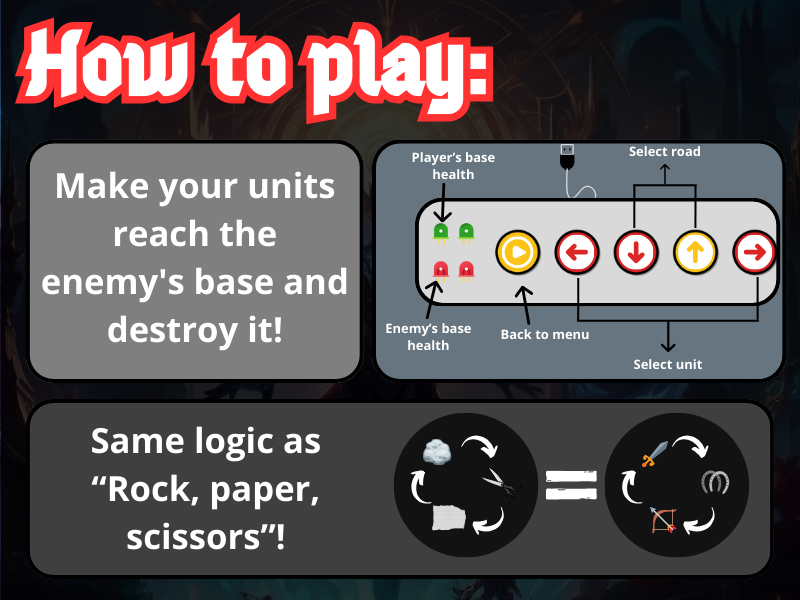 How to play:
Make your units
reach the
enemy's base and
destroy it!
Player's base
health
Select road
Enemy's base
health
Back to menu
Select unit
Same logic as
“Rock, paper,
scissors”!